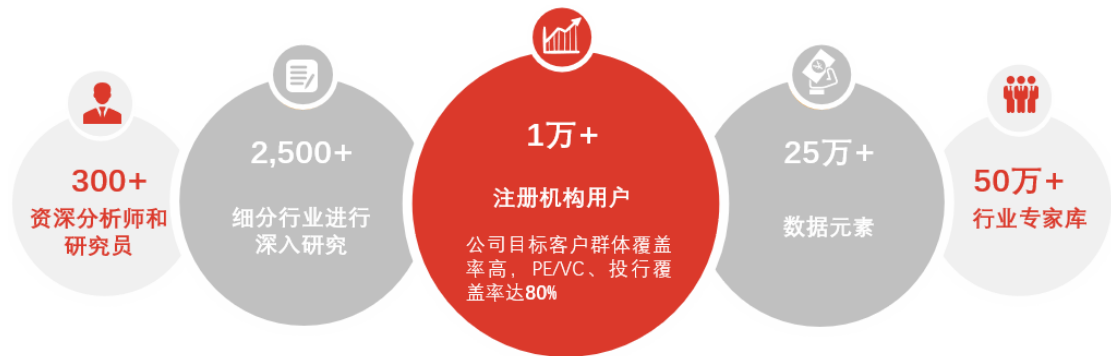 300+
资深分析师和
研究员
2,500+
细分行业进行
深入研究
1万+
注册机构用户
公司目标客户群体覆盖
率高，PE/VC、投行覆
盖率达80%
25万+
数据元素
50万+
行业专家库